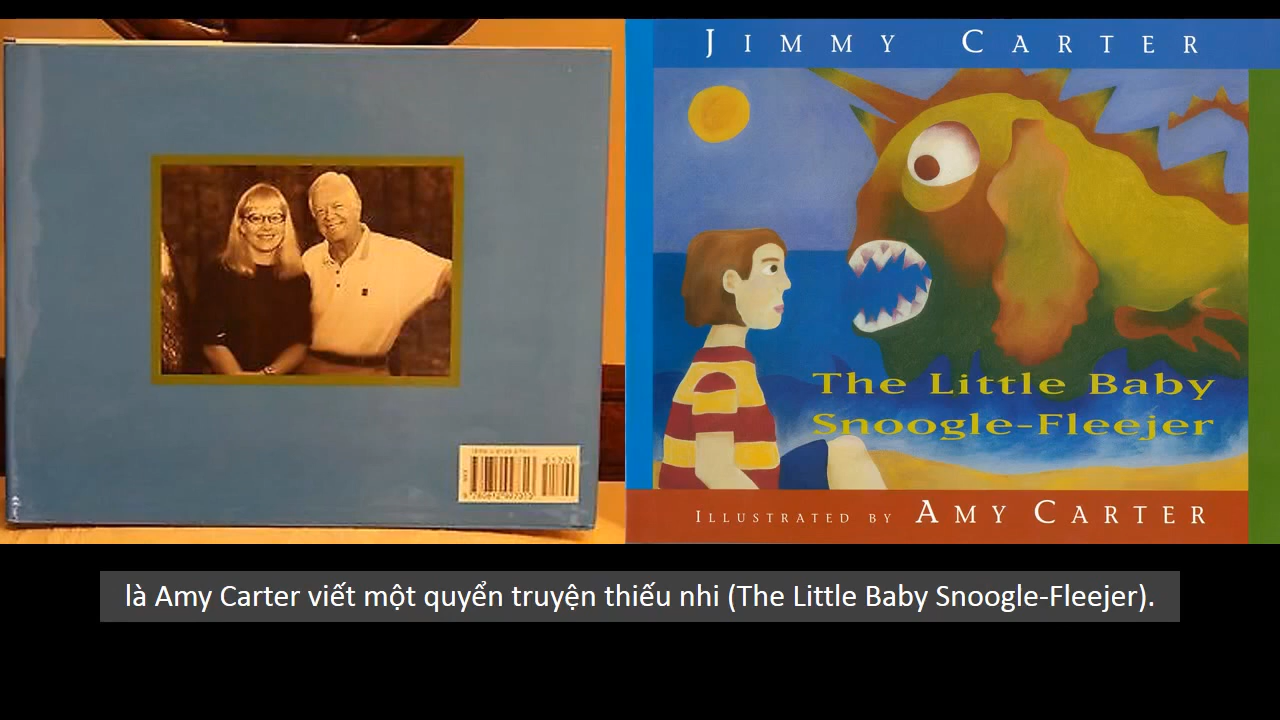 JIMMY CARTER
The Little Baby
Snoogle-Fleejer
ILLUSTRATED BY AMY CARTER
là Amy Carter viết một quyển truyện thiếu nhi (The Little Baby Snoogle-Fleejer).